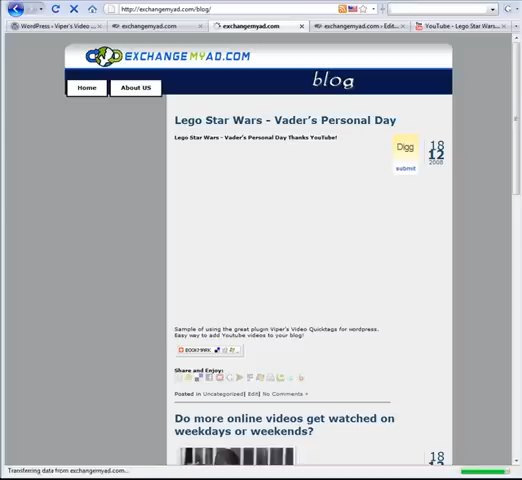 http://exchangemyad.com/blog/
WordPress › Viper's Video ...
exchangemyad.com/blog
exchangemyad.com/blog
exchangemyad.com › Edit...
YouTube - Lego Star Wars...
EXCHANGEMYAD.COM
blog
Home
About US
Lego Star Wars - Vader's Personal Day
Lego Star Wars - Vader's Personal Day Thanks YouTube!
Digg
submit
18
12
2008
Sample of using the great plugin Viper's Video Quicktags for wordpress.
Easy way to add Youtube videos to your blog!
BOOKMARK
Share and Enjoy:
Posted in Uncategorised| Edit| No Comments »
Do more online videos get watched on
weekdays or weekends?
18
Transferring data from exchangemyad.com...